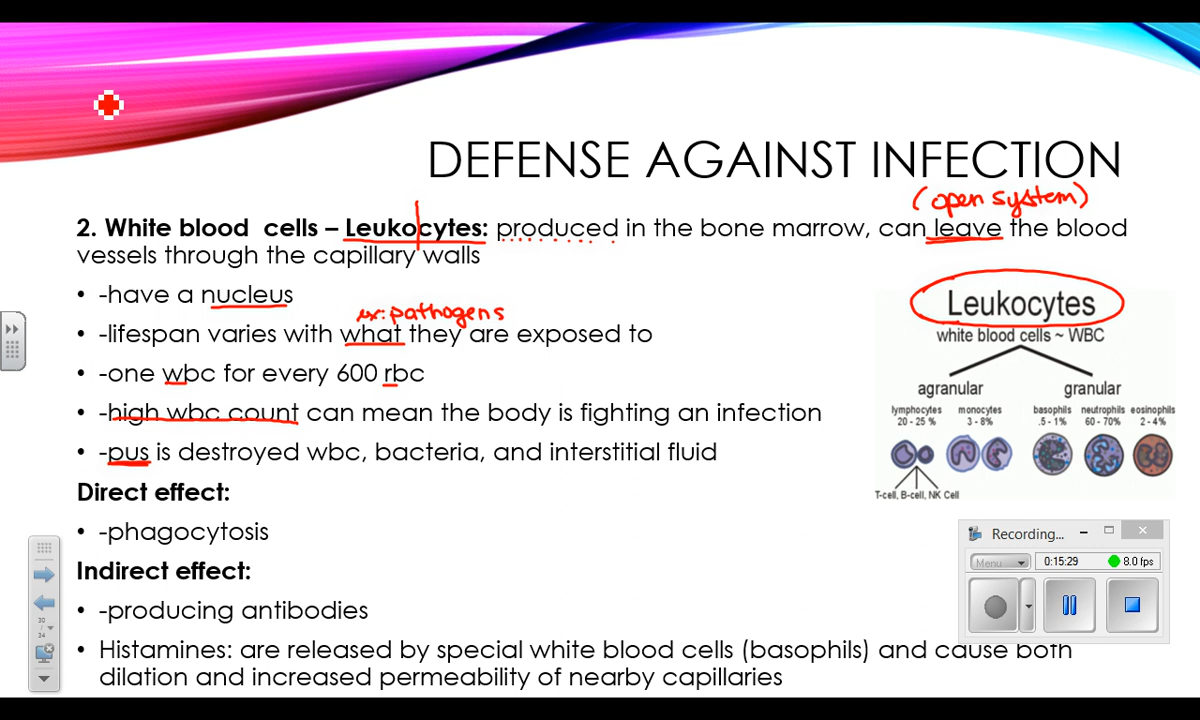 DEFENSE AGAINST INFECTION
(open system)
2. White blood cells – Leukocytes: produced in the bone marrow, can leave the blood
vessels through the capillary walls
• -have a nucleus
ex: pathogens
• -lifespan varies with what they are exposed to
• -one wbc for every 600 rbc
• -high wbc count can mean the body is fighting an infection
• -pus is destroyed wbc, bacteria, and interstitial fluid
Direct effect:
• -phagocytosis
Indirect effect:
• -producing antibodies
• Histamines: are released by special white blood cells (basophils) and cause both
dilation and increased permeability of nearby capillaries
Leukocytes
white blood cells ~ WBC
agranular granular
lymphocytes monocytes basophils neutrophils eosinophils
20 - 25 % 3 - 8% .5 - 1% 60 - 70% 2 - 4%
T-cell, B-cell, NK Cell
Recording...
Menu 0:15:29 8.0 fps
30
/
34